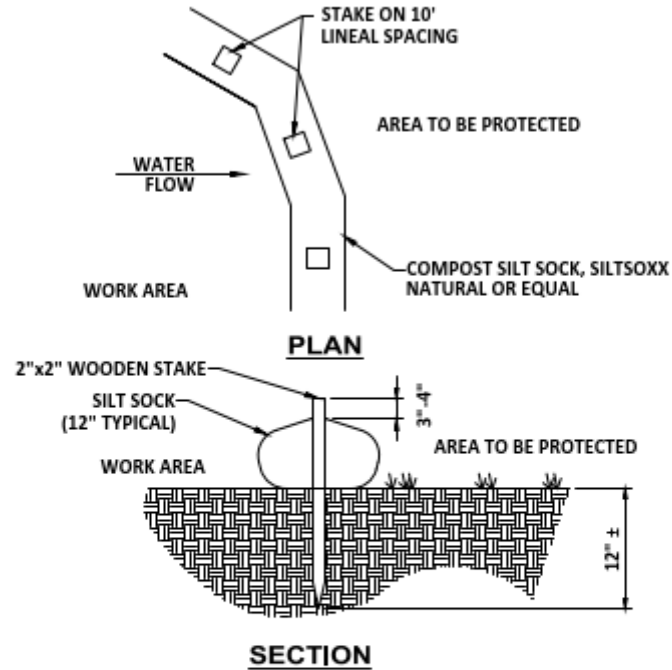 STAKE ON 10'
LINEAL SPACING
AREA TO BE PROTECTED
WATER
FLOW
COMPOST SILT SOCK, SILTSOXX
NATURAL OR EQUAL
WORK AREA
PLAN
2"x2" WOODEN STAKE
SILT SOCK
(12" TYPICAL)
3"-4"
AREA TO BE PROTECTED
WORK AREA
12" ±
SECTION